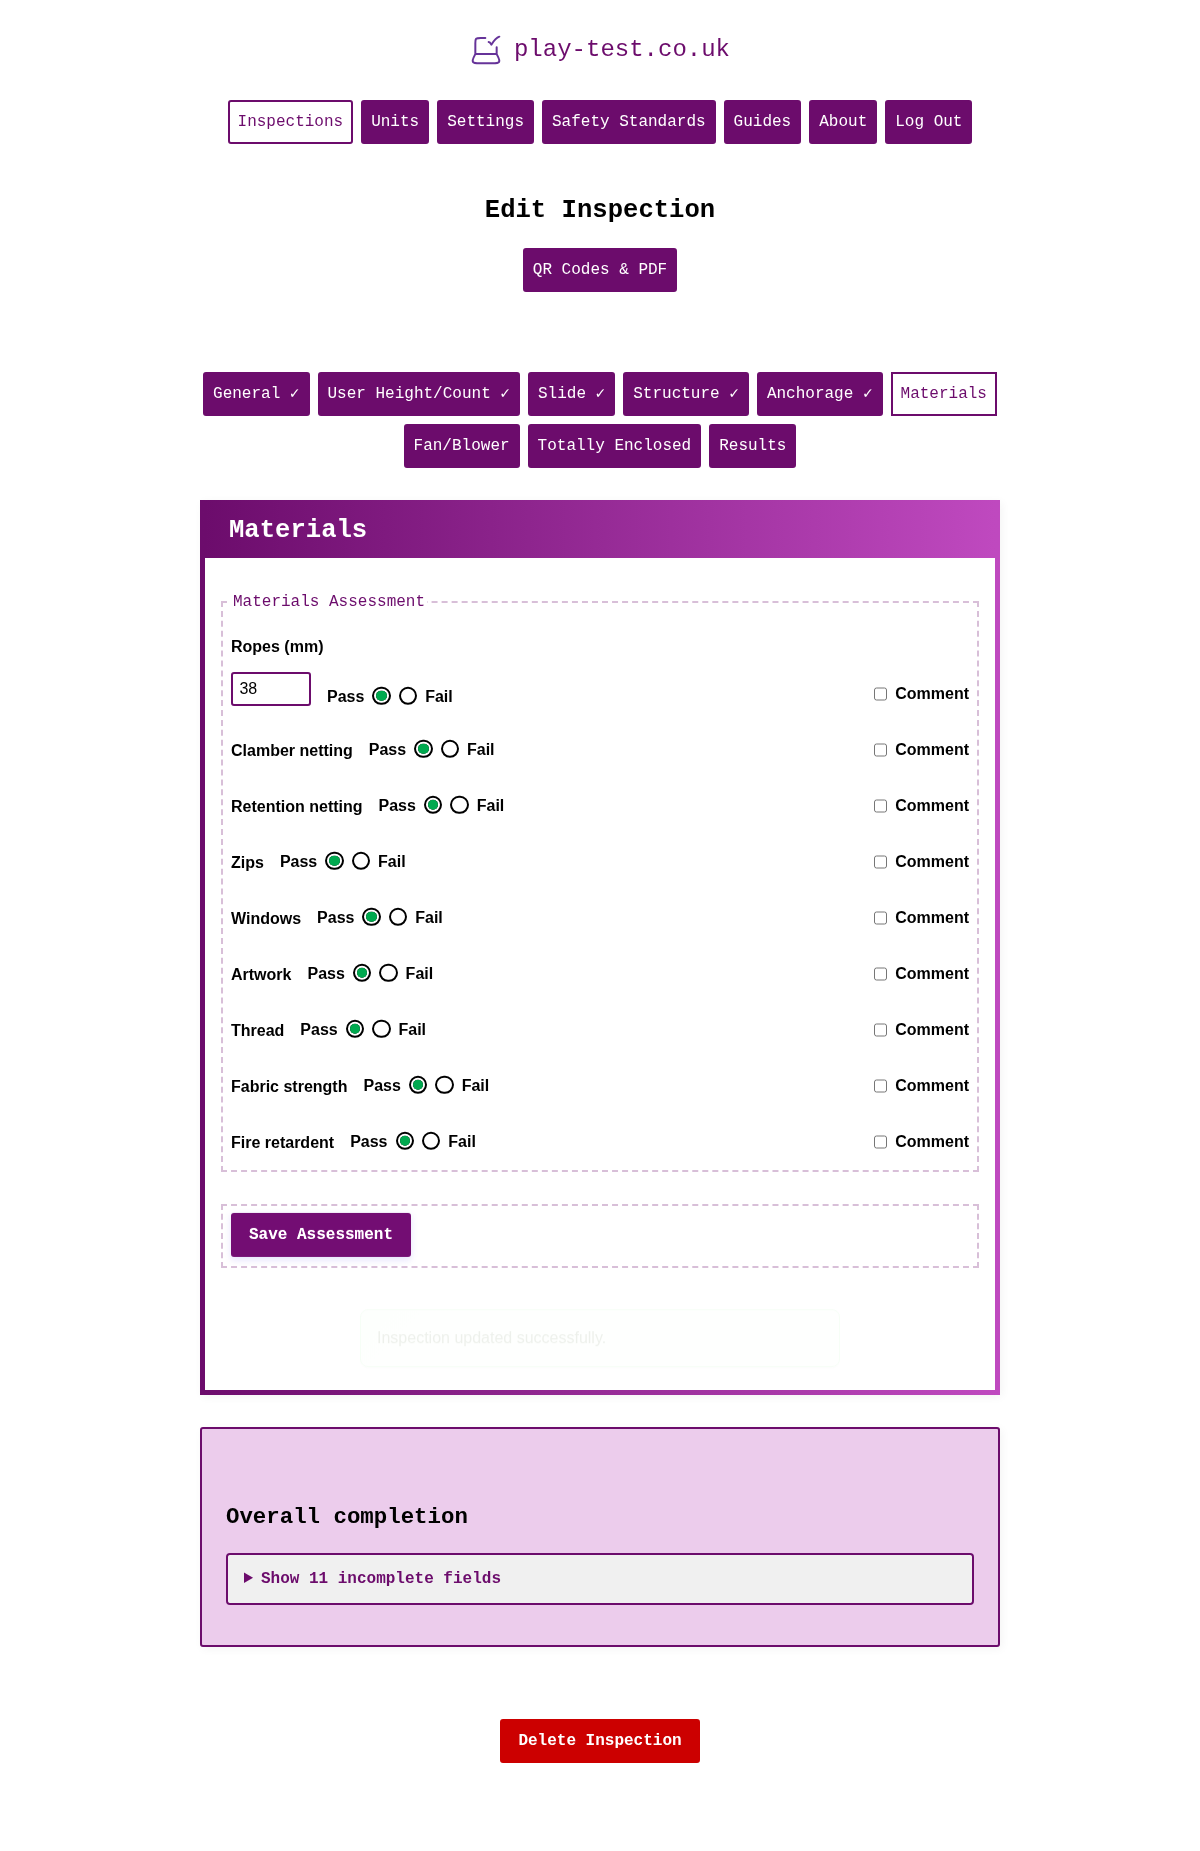 play-test.co.uk
Inspections Units Settings Safety Standards Guides About Log Out
Edit Inspection
QR Codes & PDF
General ✓ User Height/Count ✓ Slide ✓ Structure ✓ Anchorage ✓ Materials
Fan/Blower Totally Enclosed Results
Materials
Materials Assessment
Ropes (mm)
38 Pass Fail Comment
Clamber netting Pass Fail Comment
Retention netting Pass Fail Comment
Zips Pass Fail Comment
Windows Pass Fail Comment
Artwork Pass Fail Comment
Thread Pass Fail Comment
Fabric strength Pass Fail Comment
Fire retardent Pass Fail Comment
Save Assessment
Inspection updated successfully.
Overall completion
Show 11 incomplete fields
Delete Inspection